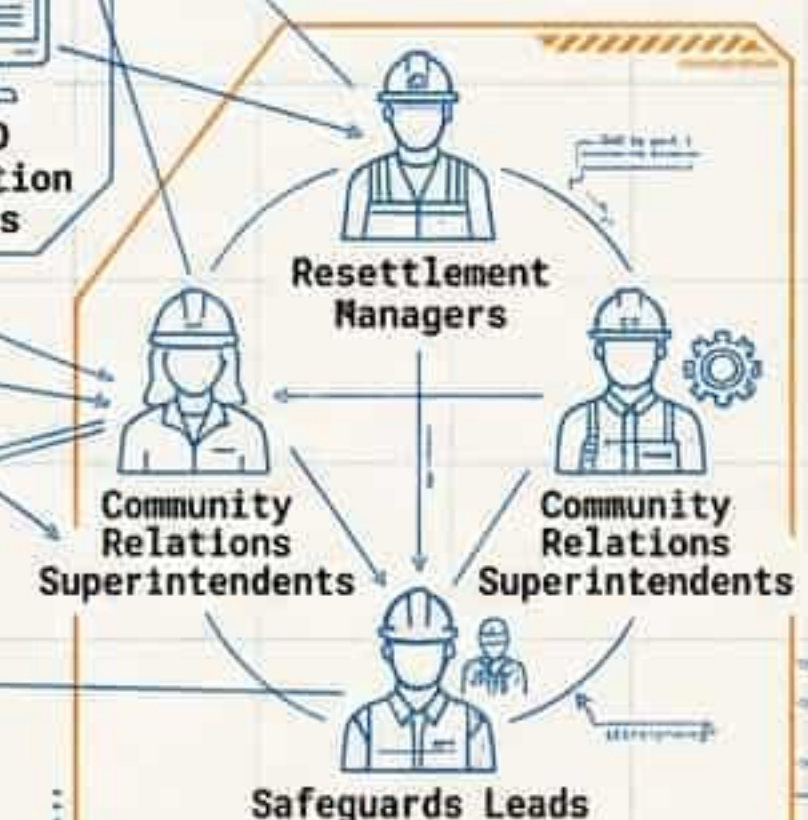 tion
s
Resettlement
Managers
Community
Relations
Superintendents
Community
Relations
Superintendents
Safeguards Leads